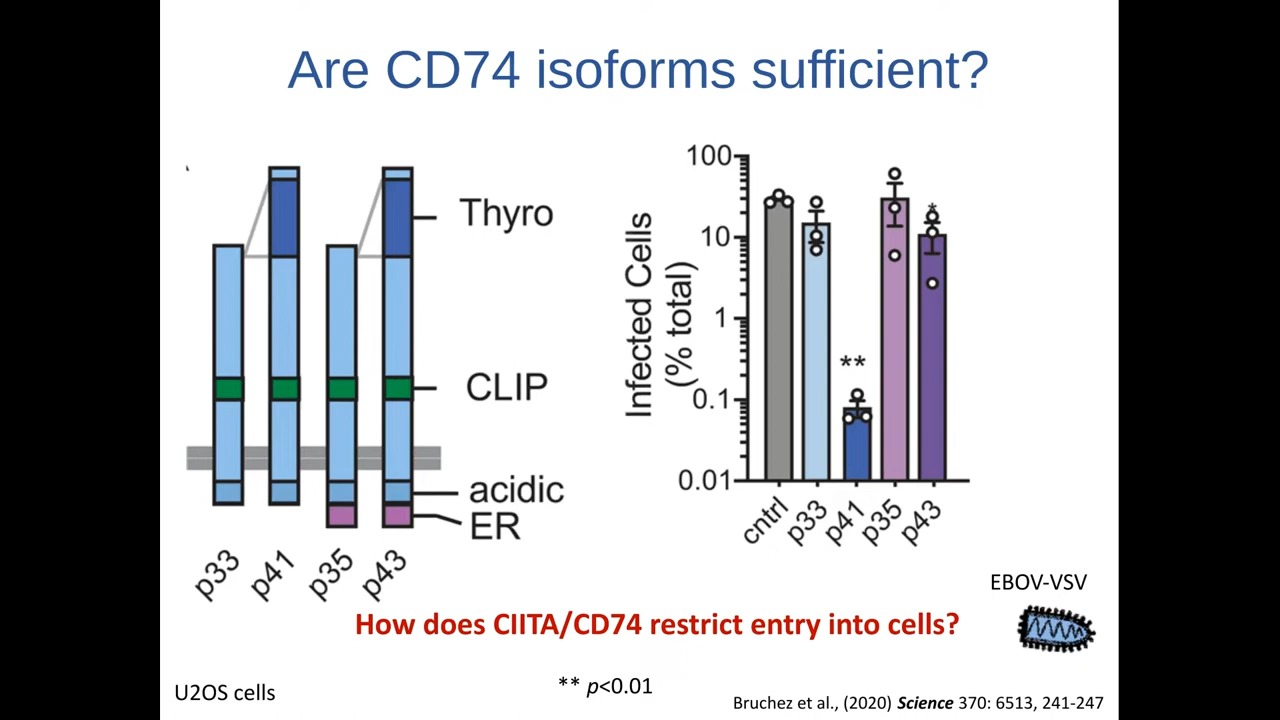 Are CD74 isoforms sufficient?
Thyro
CLIP
acidic
ER
p33
p41
p35
p43
Infected Cells
(% total)
100
10
1
0.1
0.01
**
*
cntrl
p33
p41
p35
p43
EBOV-VSV
How does CIITA/CD74 restrict entry into cells?
U2OS cells
** p<0.01
Bruchez et al., (2020) Science 370: 6513, 241-247